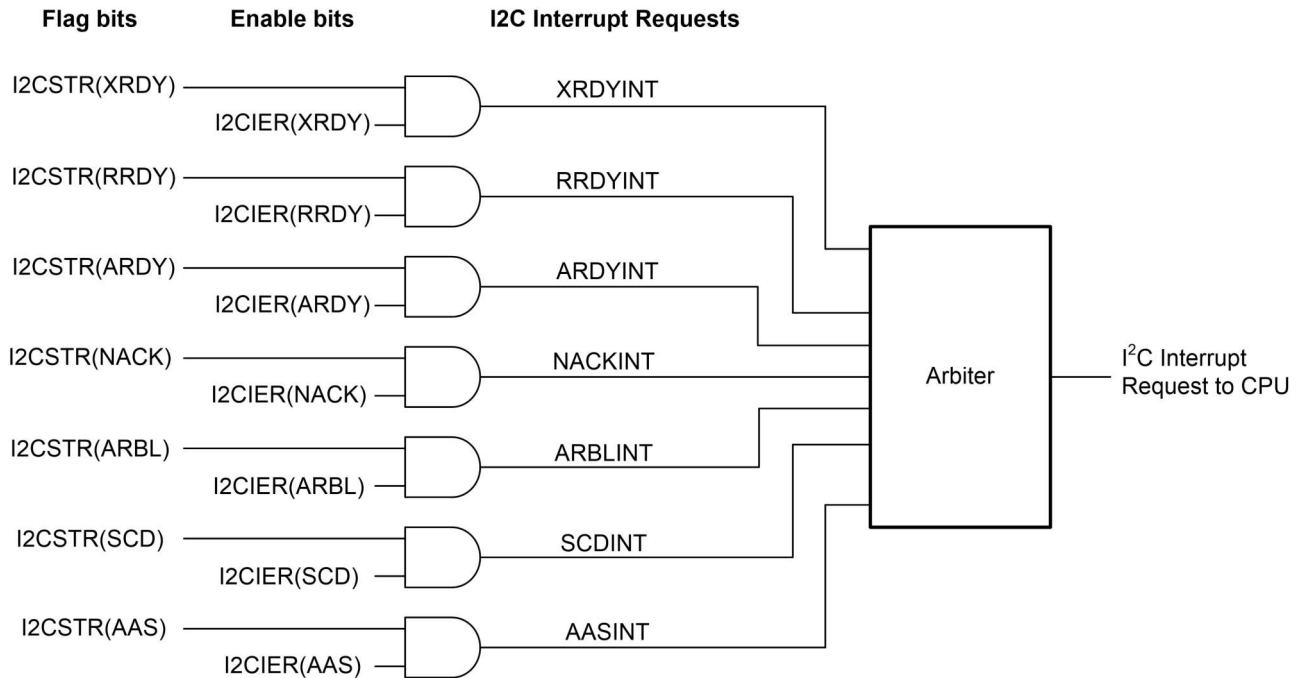 Flag bits
Enable bits
I2C Interrupt Requests
I2CSTR(XRDY)
I2CIER(XRDY)
XRDYINT
I2CSTR(RRDY)
I2CIER(RRDY)
RRDYINT
I2CSTR(ARDY)
I2CIER(ARDY)
ARDYINT
I2CSTR(NACK)
I2CIER(NACK)
NACKINT
I2CSTR(ARBL)
I2CIER(ARBL)
ARBLINT
I2CSTR(SCD)
I2CIER(SCD)
SCDINT
I2CSTR(AAS)
I2CIER(AAS)
AASINT
Arbiter
I²C Interrupt
Request to CPU